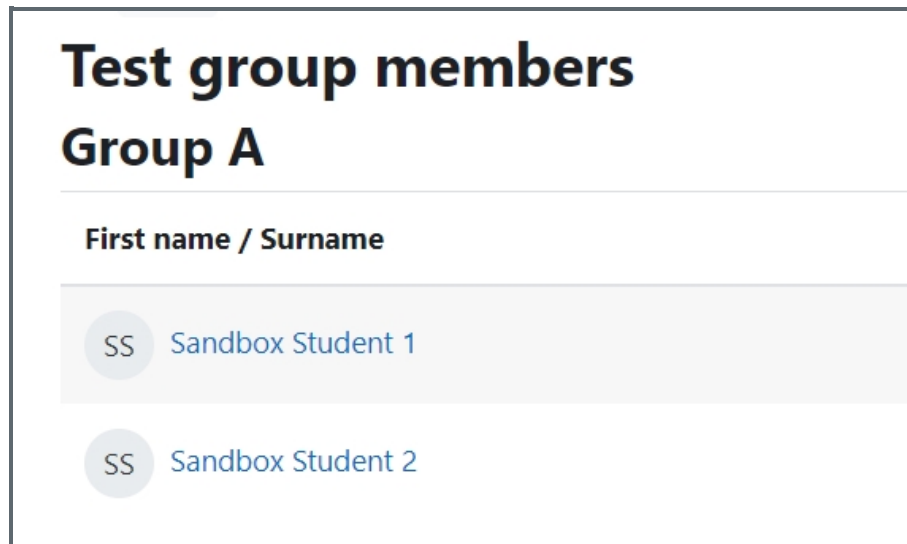 Test group members
Group A
First name / Surname
SS Sandbox Student 1
SS Sandbox Student 2